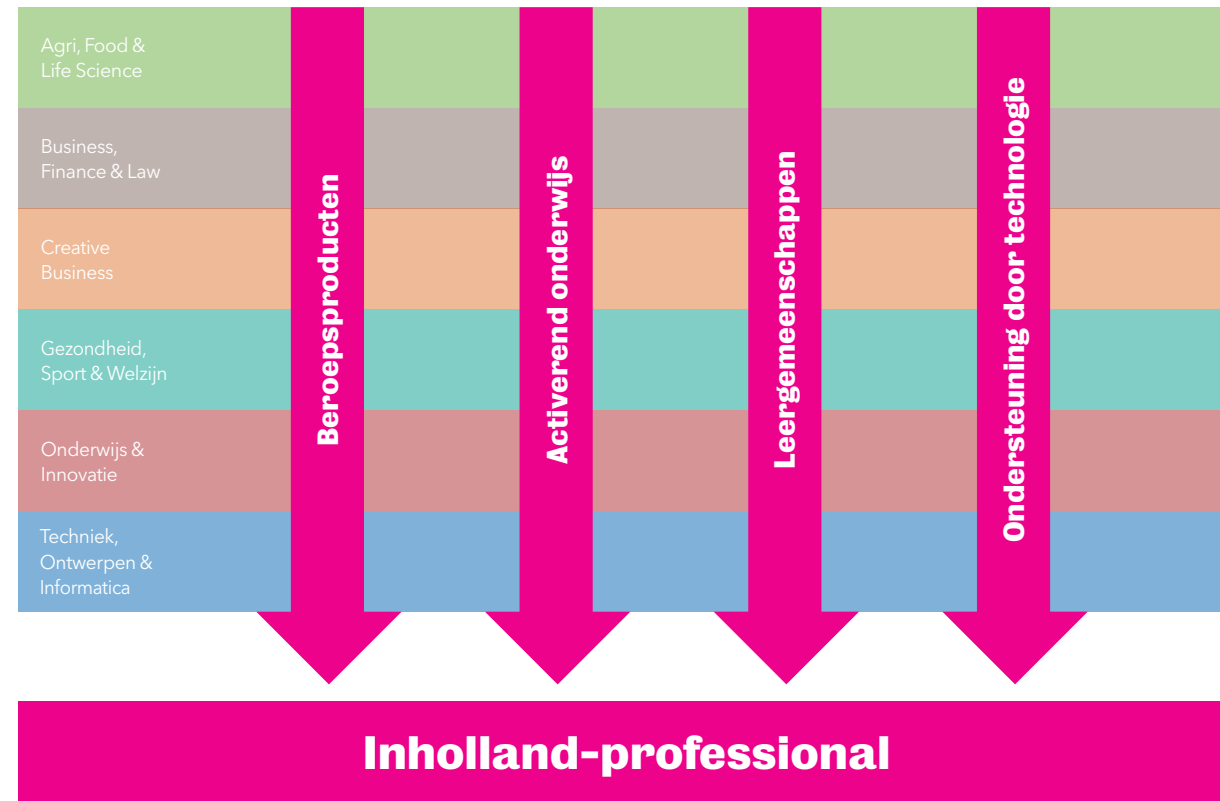 Agri, Food &
Life Science
Business,
Finance & Law
Creative
Business
Gezondheid,
Sport & Welzijn
Onderwijs &
Innovatie
Techniek,
Ontwerpen &
Informatica
Beroepsproducten
Activerend onderwijs
Leergemeenschappen
Ondersteuning door technologie
Inholland-professional